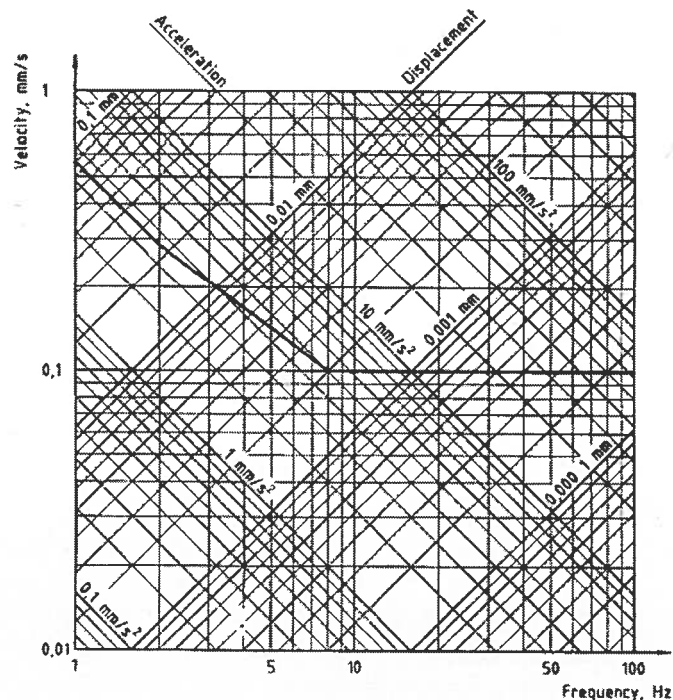 Acceleration
Displacement
Velocity, mm/s
1
0.1 mm
0.01 mm
100 mm/s²
10 mm/s²
0.001 mm
0,1
1 mm/s²
0.000 1 mm
0.1 mm/s²
0,01
1
5
10
50
100
Frequency, Hz